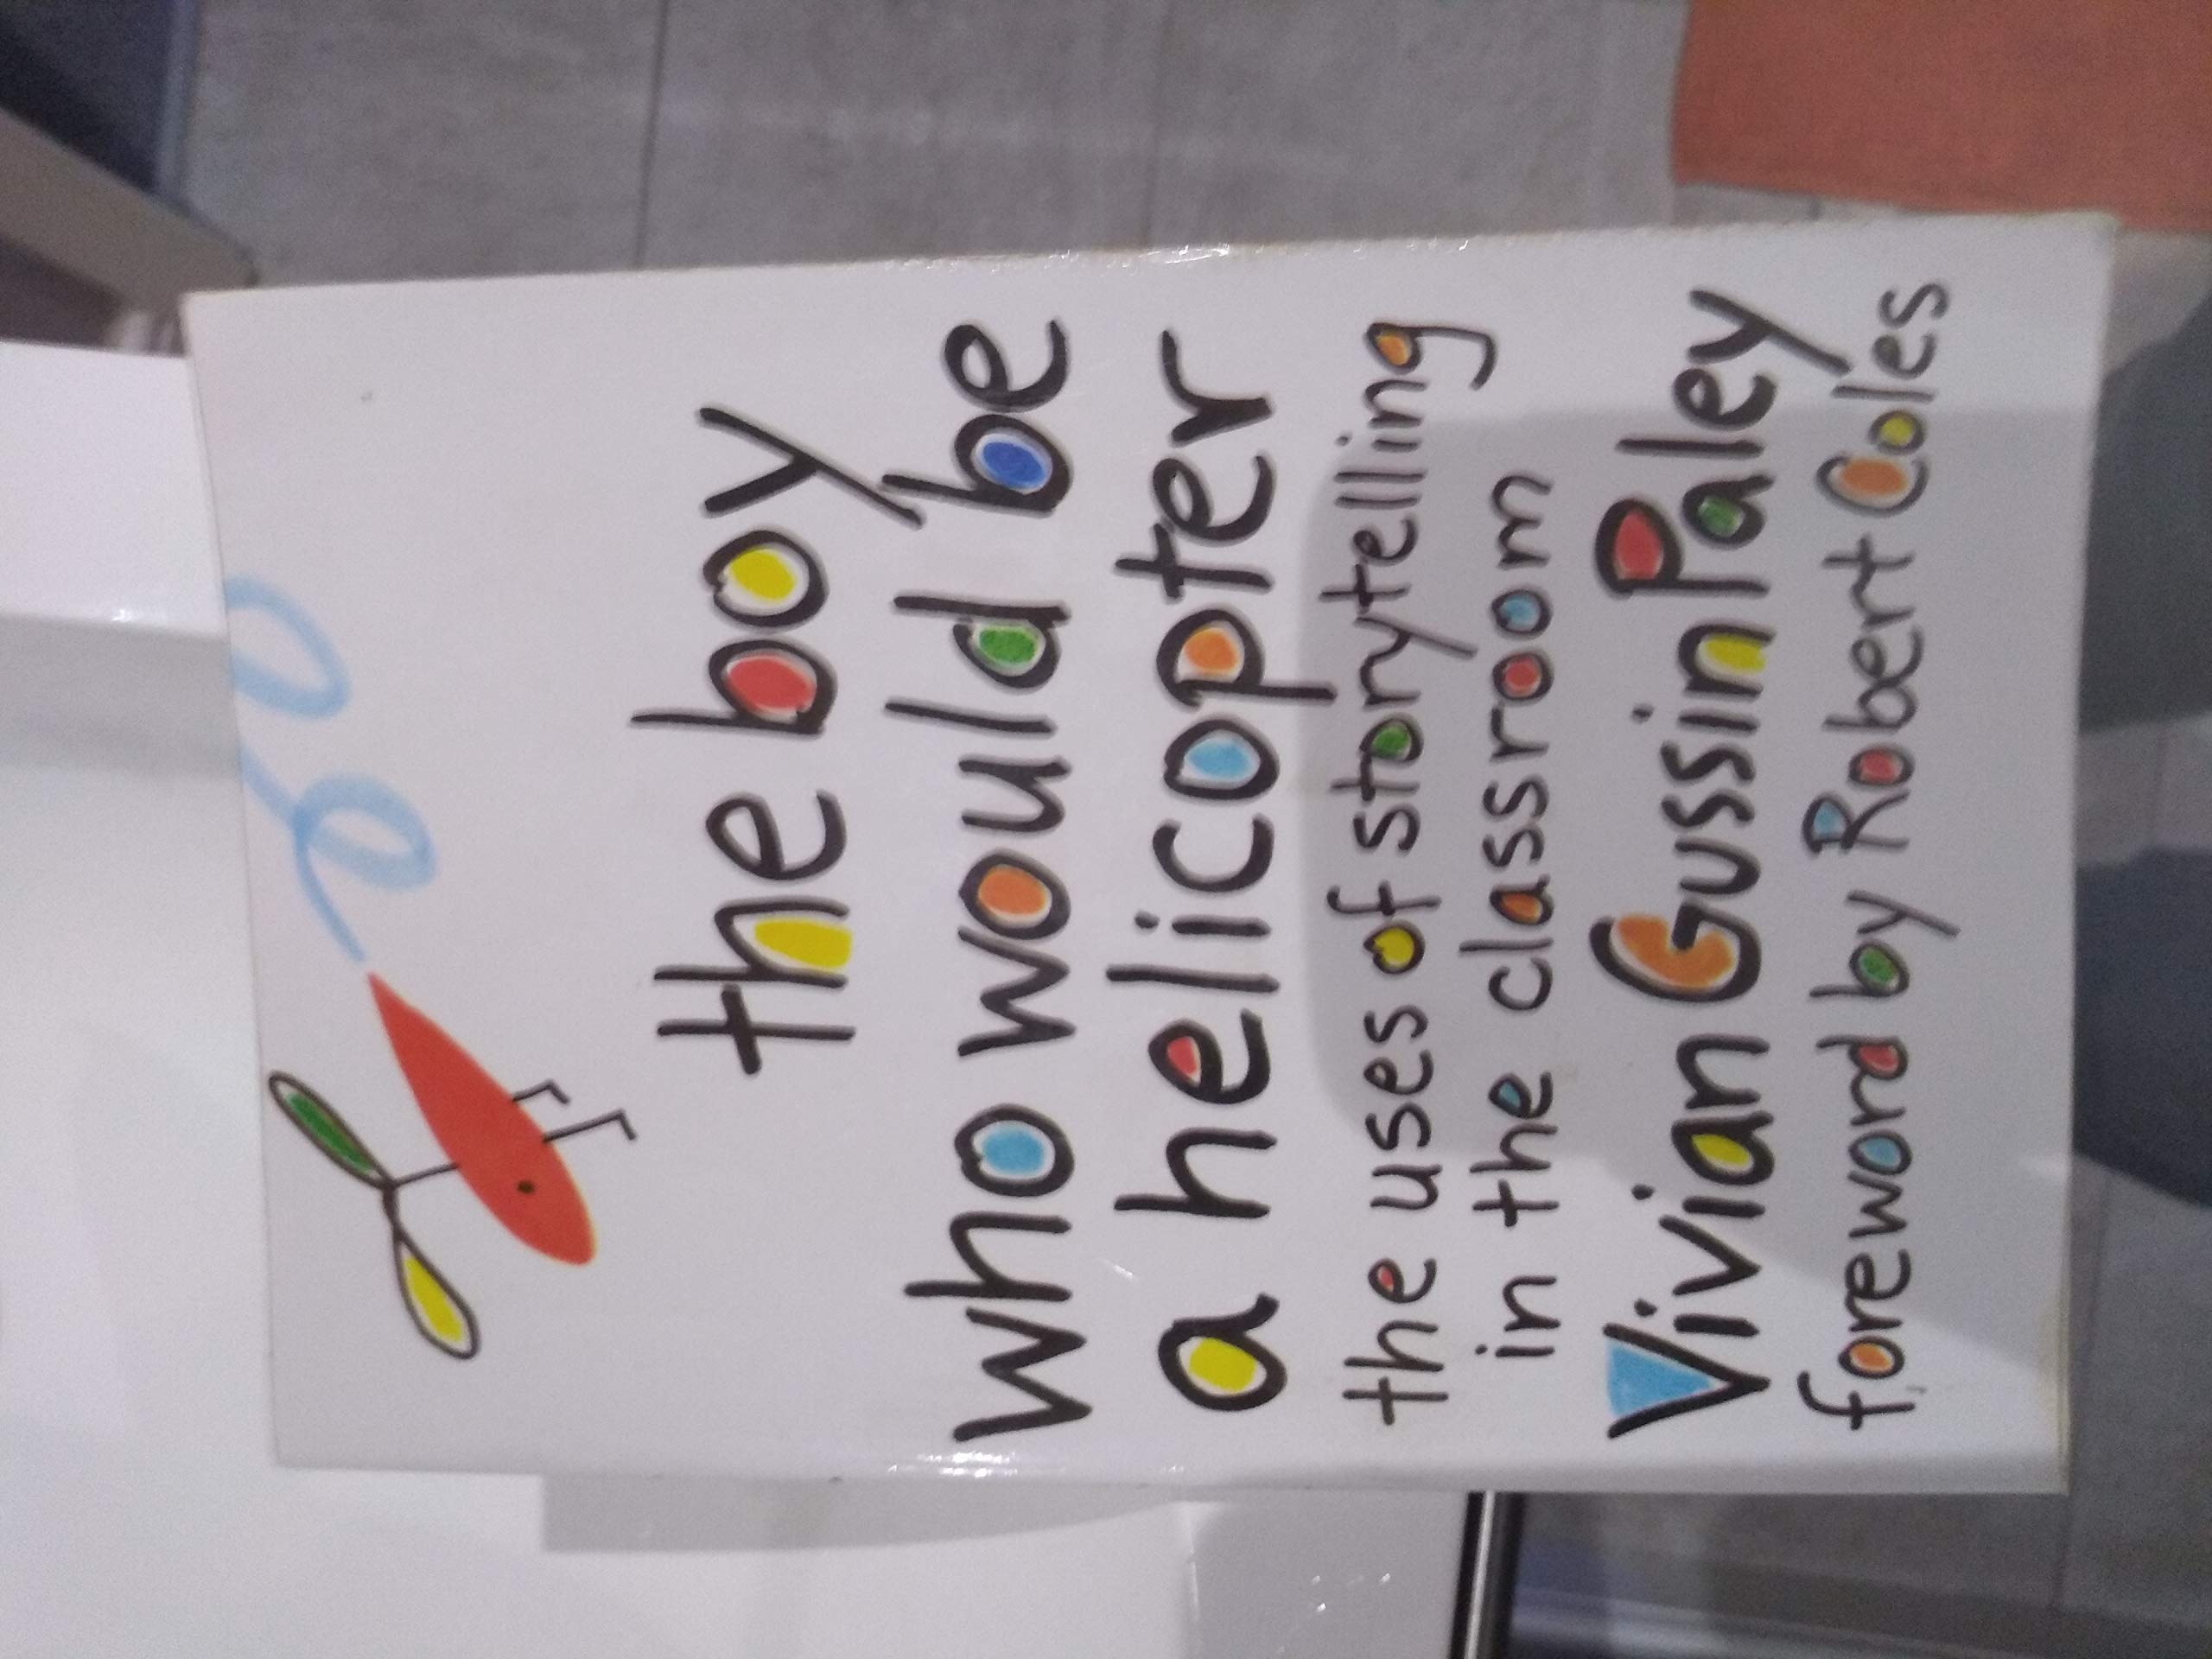 the boy
who would be
a helicopter
the uses of storytelling
in the classroom
Vivian Gussin Paley
foreword by Robert Coles